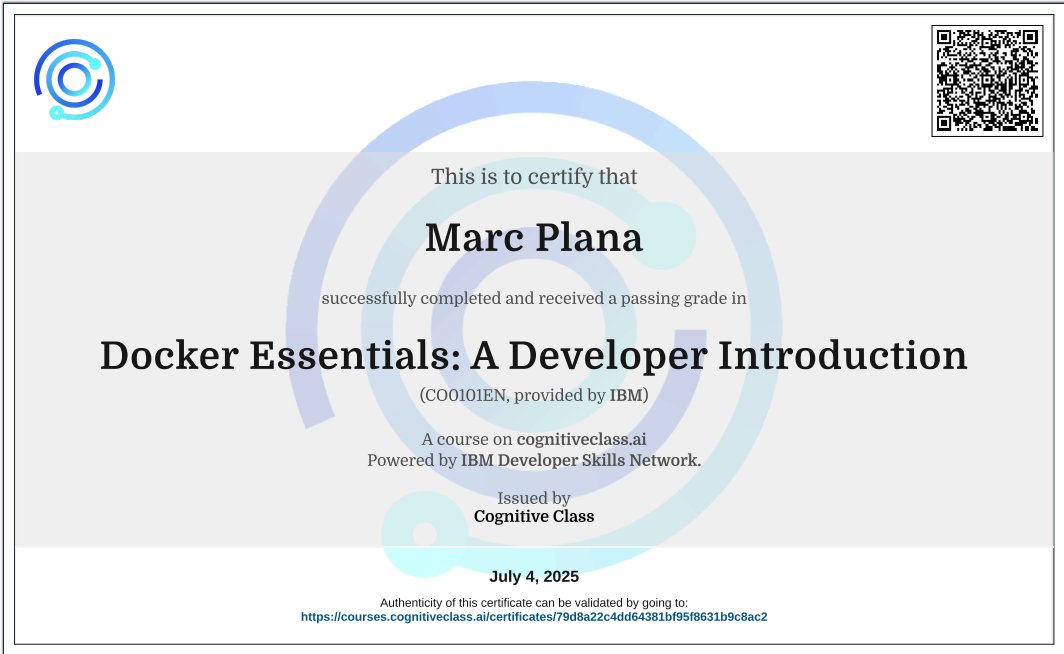 This is to certify that
Marc Plana
successfully completed and received a passing grade in
Docker Essentials: A Developer Introduction
(CO0101EN, provided by IBM)
A course on cognitiveclass.ai
Powered by IBM Developer Skills Network.
Issued by
Cognitive Class
July 4, 2025
Authenticity of this certificate can be validated by going to:
https://courses.cognitiveclass.ai/certificates/79d8a22c4dd64381bf95f8631b9c8ac2